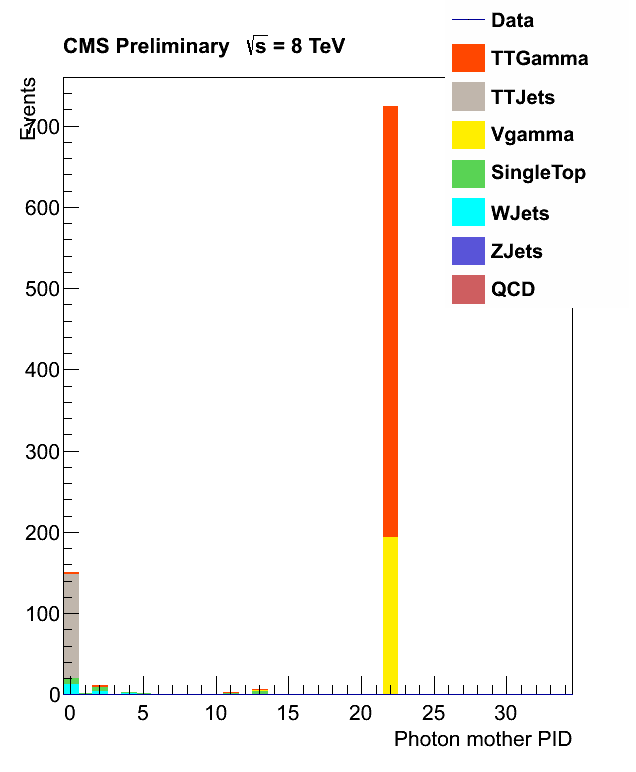 CMS Preliminary √s = 8 TeV
Data
TTGamma
TTJets
Vgamma
SingleTop
WJets
ZJets
QCD
Events
700
600
500
400
300
200
100
0
0 5 10 15 20 25 30
Photon mother PID